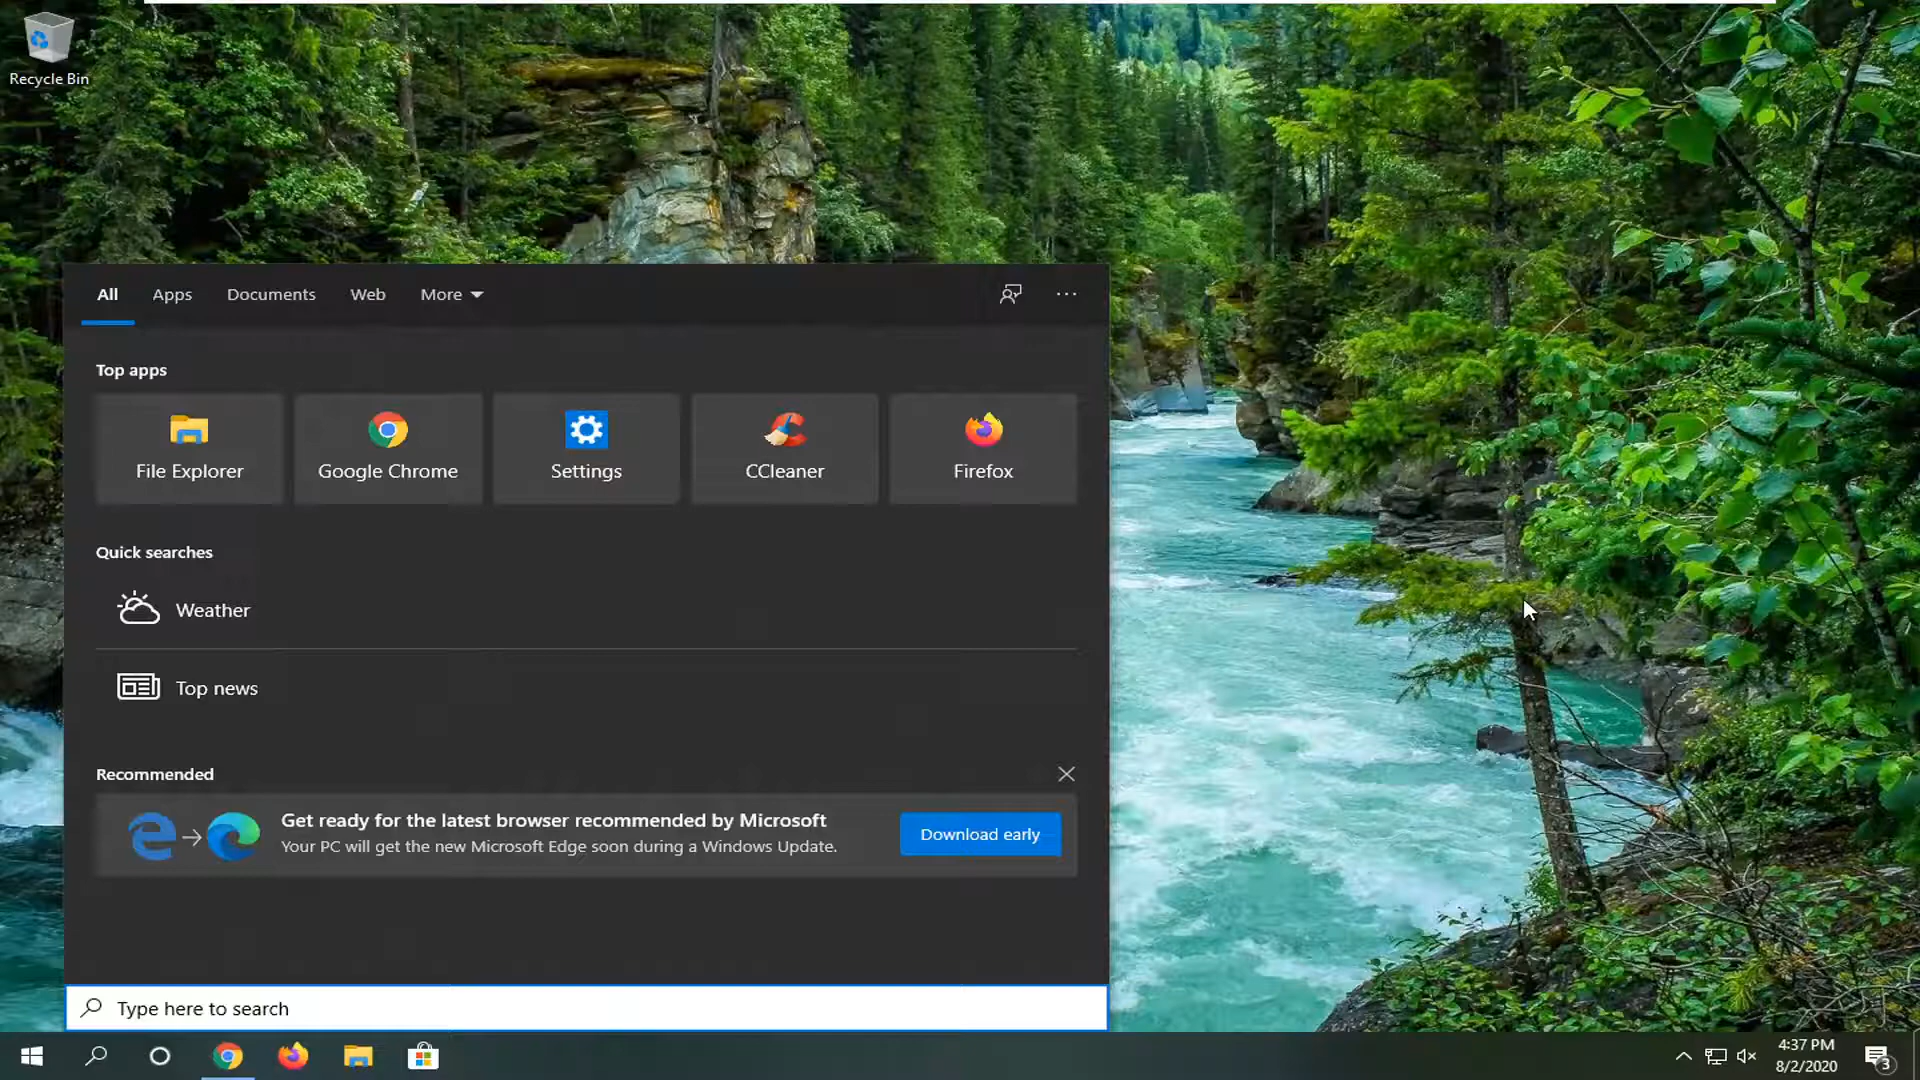 Recycle Bin
All Apps Documents Web More
Top apps
File Explorer Google Chrome Settings CCleaner Firefox
Quick searches
Weather
Top news
Recommended
Get ready for the latest browser recommended by Microsoft
Your PC will get the new Microsoft Edge soon during a Windows Update.
Download early
Type here to search
4:37 PM
8/2/2020
3